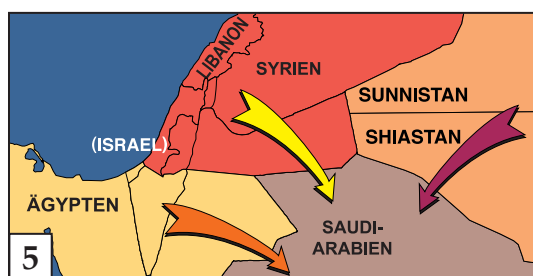 LIBANON
SYRIEN
SUNNISTAN
(ISRAEL)
SHIASTAN
ÄGYPTEN
SAUDI-
ARABIEN
5